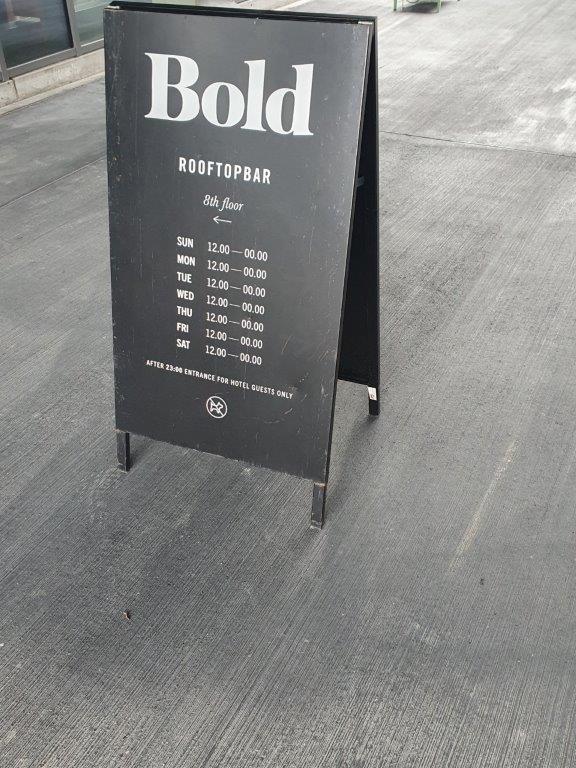 Bold
ROOFTOPBAR
8th floor
←
SUN 12.00 — 00.00
MON 12.00 — 00.00
TUE 12.00 — 00.00
WED 12.00 — 00.00
THU 12.00 — 00.00
FRI 12.00 — 00.00
SAT 12.00 — 00.00
AFTER 23:00 ENTRANCE FOR HOTEL GUESTS ONLY